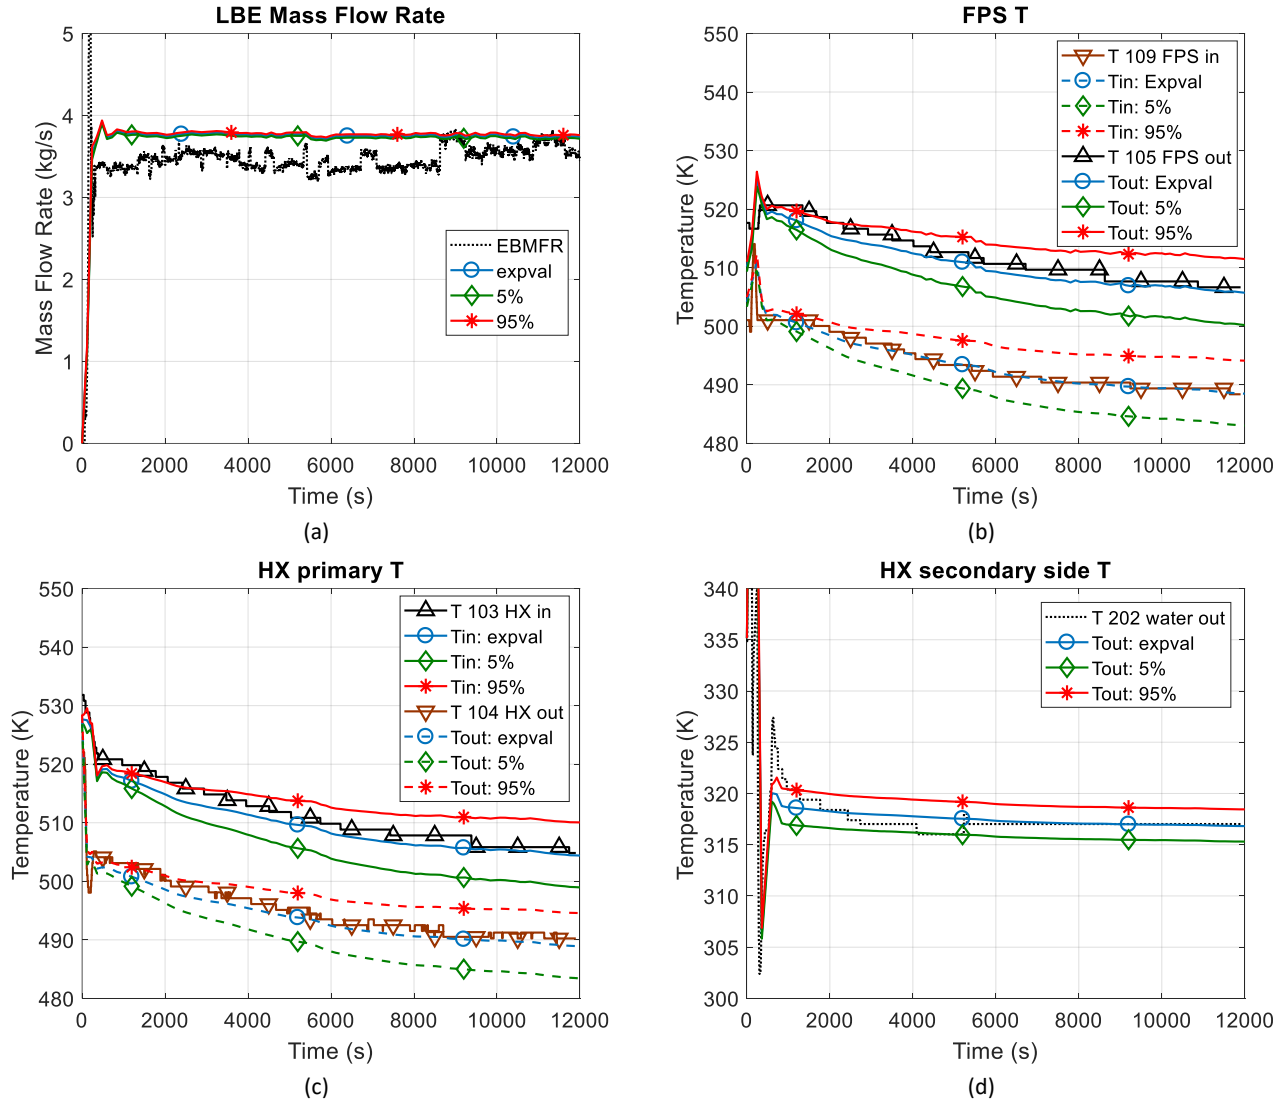 LBE Mass Flow Rate
5
4
3
2
1
0
Mass Flow Rate (kg/s)
EBMFR
expval
5%
95%
0 2000 4000 6000 8000 10000 12000
Time (s)
(a)
FPS T
550
540
530
520
510
500
490
480
Temperature (K)
T 109 FPS in
Tin: Expval
Tin: 5%
Tin: 95%
T 105 FPS out
Tout: Expval
Tout: 5%
Tout: 95%
0 2000 4000 6000 8000 10000 12000
Time (s)
(b)
HX primary T
550
540
530
520
510
500
490
480
Temperature (K)
T 103 HX in
Tin: expval
Tin: 5%
Tin: 95%
T 104 HX out
Tout: expval
Tout: 5%
Tout: 95%
0 2000 4000 6000 8000 10000 12000
Time (s)
(c)
HX secondary side T
340
335
330
325
320
315
310
305
300
Temperature (K)
T 202 water out
Tout: expval
Tout: 5%
Tout: 95%
0 2000 4000 6000 8000 10000 12000
Time (s)
(d)